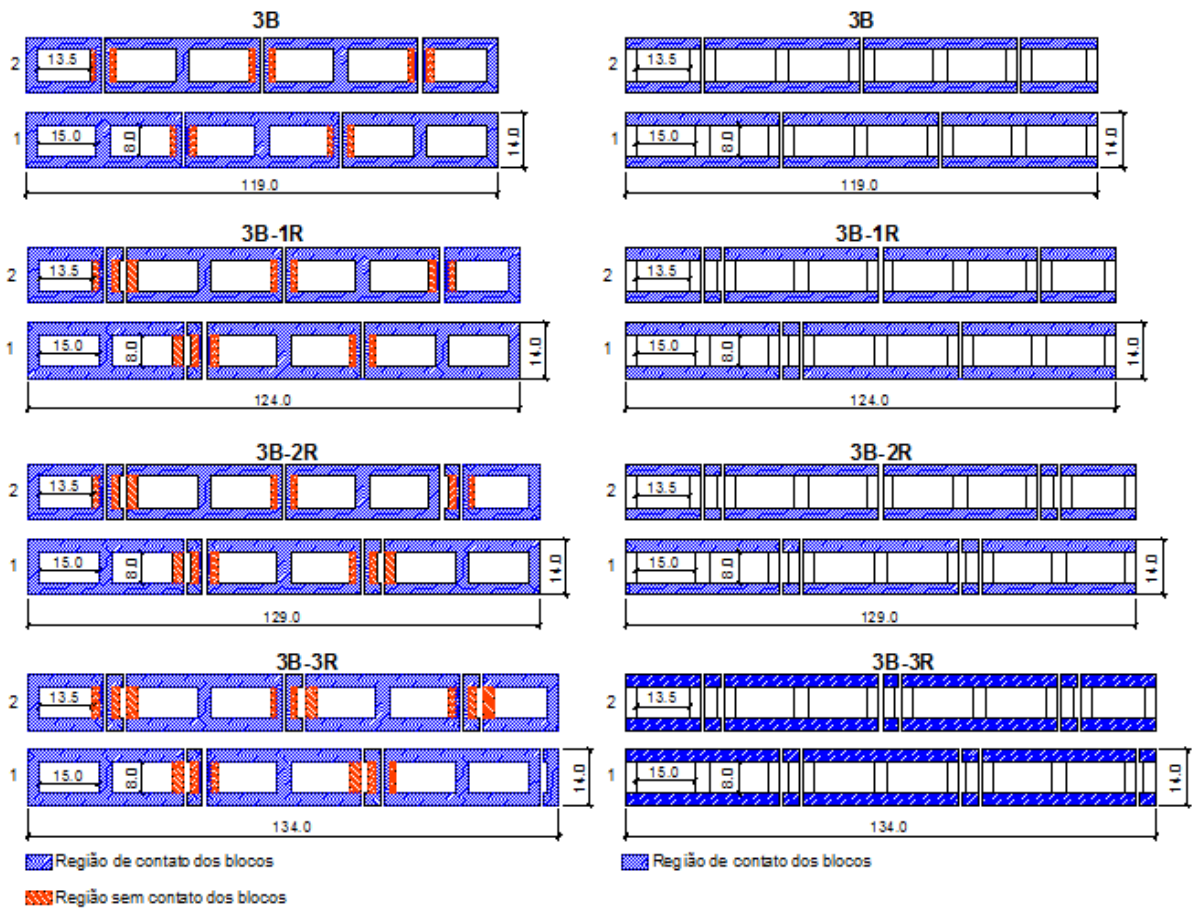 3B 3B
2 13.5 2 13.5
1 15.0 8.0 14.0 1 15.0 8.0 14.0
119.0 119.0
3B-1R 3B-1R
2 13.5 2 13.5
1 15.0 8.0 14.0 1 15.0 8.0 14.0
124.0 124.0
3B-2R 3B-2R
2 13.5 2 13.5
1 15.0 8.0 14.0 1 15.0 8.0 14.0
129.0 129.0
3B-3R 3B-3R
2 13.5 2 13.5
1 15.0 8.0 14.0 1 15.0 8.0 14.0
134.0 134.0
Região de contato dos blocos Região de contato dos blocos
Região sem contato dos blocos